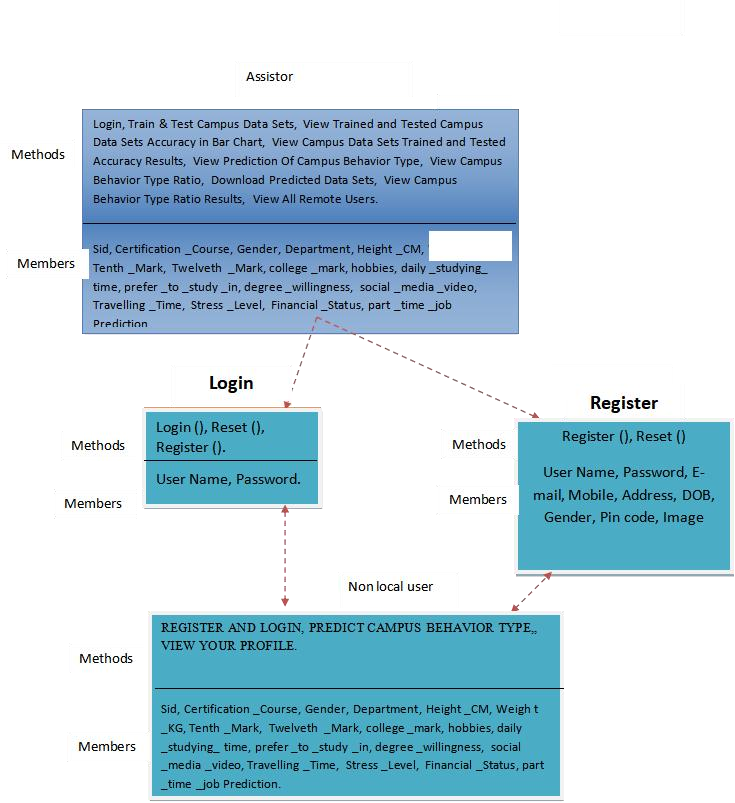 Assistor
Methods
Login, Train & Test Campus Data Sets, View Trained and Tested Campus
Data Sets Accuracy in Bar Chart, View Campus Data Sets Trained and Tested
Accuracy Results, View Prediction Of Campus Behavior Type, View Campus
Behavior Type Ratio, Download Predicted Data Sets, View Campus
Behavior Type Ratio Results, View All Remote Users.
Members
Sid, Certification _Course, Gender, Department, Height _CM,
Tenth _Mark, Twelveth _Mark, college _mark, hobbies, daily _studying_
time, prefer _to _study _in, degree _willingness, social _media _video,
Travelling _Time, Stress _Level, Financial _Status, part _time _job
Prediction
Login
Methods
Login (), Reset (),
Register ().
Members
User Name, Password.
Register
Methods
Register (), Reset ()
Members
User Name, Password, E-
mail, Mobile, Address, DOB,
Gender, Pin code, Image
Non local user
Methods
REGISTER AND LOGIN, PREDICT CAMPUS BEHAVIOR TYPE,,
VIEW YOUR PROFILE.
Members
Sid, Certification _Course, Gender, Department, Height _CM, Weigh t
_KG, Tenth _Mark, Twelveth _Mark, college _mark, hobbies, daily
_studying_ time, prefer _to _study _in, degree _willingness, social
_media _video, Travelling _Time, Stress _Level, Financial _Status, part
_time _job Prediction.